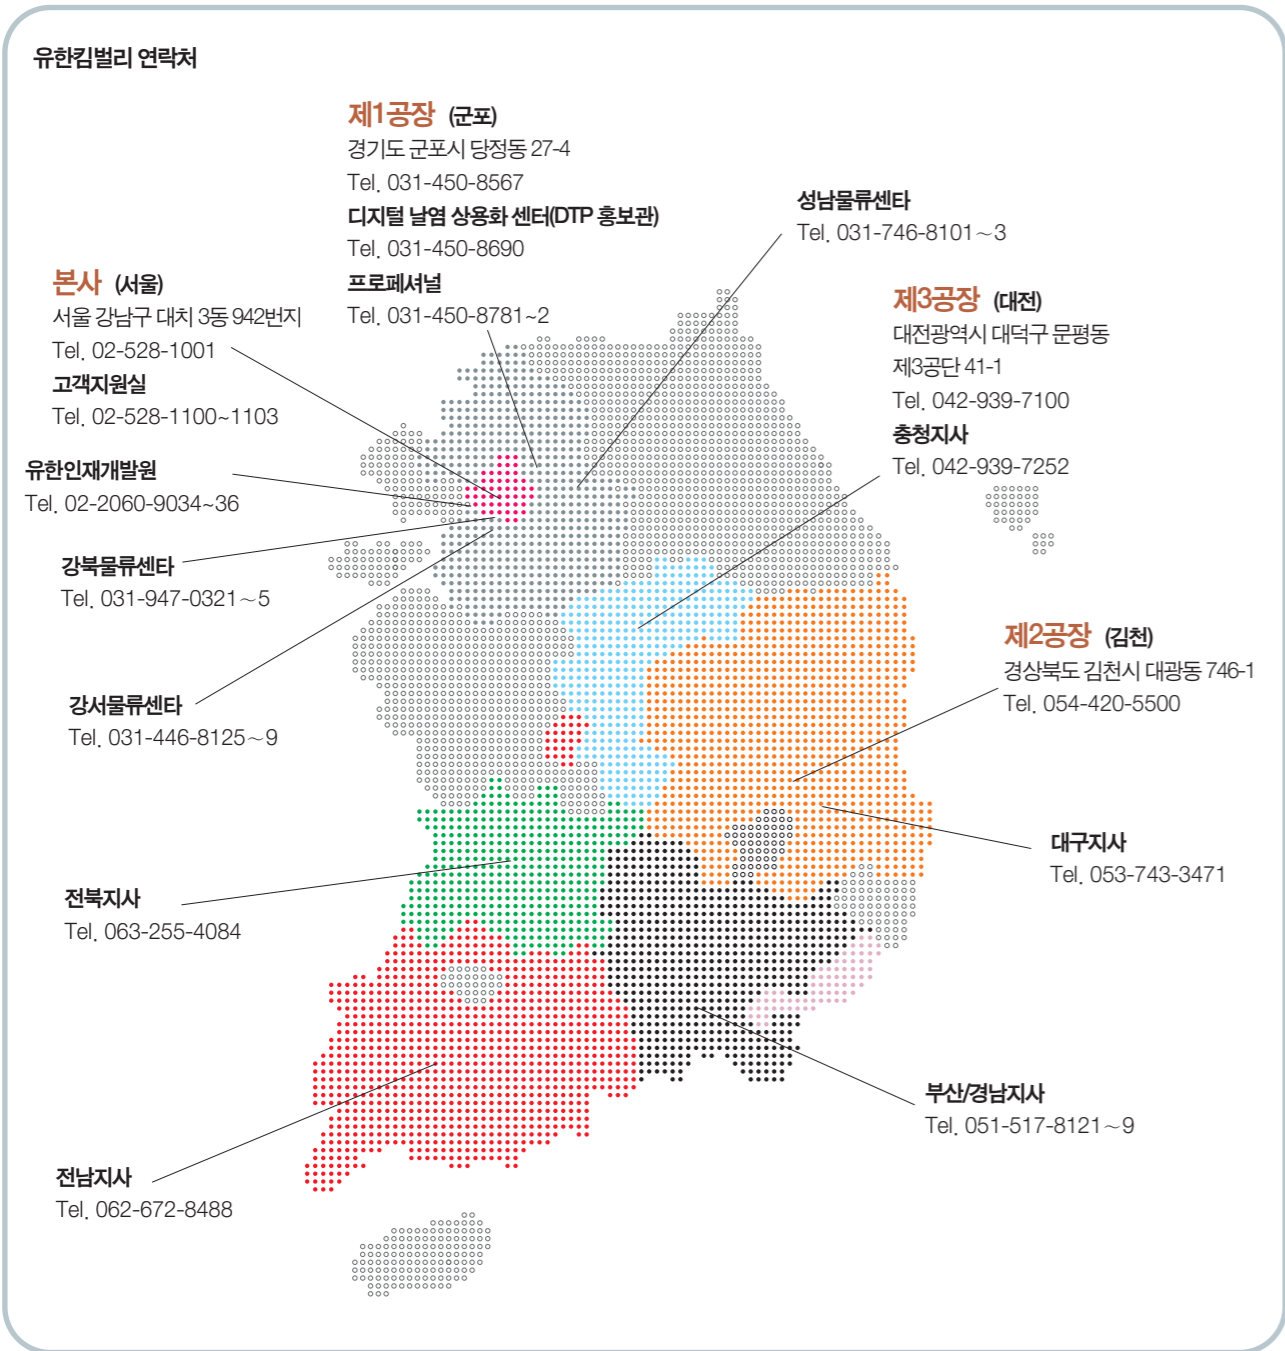 유한킴벌리 연락처
제1공장 (군포)
경기도 군포시 당정동 27-4
Tel. 031-450-8567
디지털 날염 상용화 센터(DTP 홍보관)
Tel. 031-450-8690
프로페셔널
Tel. 031-450-8781~2
성남물류센타
Tel. 031-746-8101~3
본사 (서울)
서울 강남구 대치 3동 942번지
Tel. 02-528-1001
고객지원실
Tel. 02-528-1100~1103
제3공장 (대전)
대전광역시 대덕구 문평동
제3공단 41-1
Tel. 042-939-7100
충청지사
Tel. 042-939-7252
유한인재개발원
Tel. 02-2060-9034~36
강북물류센타
Tel. 031-947-0321~5
강서물류센타
Tel. 031-446-8125~9
제2공장 (김천)
경상북도 김천시 대광동 746-1
Tel. 054-420-5500
대구지사
Tel. 053-743-3471
전북지사
Tel. 063-255-4084
부산/경남지사
Tel. 051-517-8121~9
전남지사
Tel. 062-672-8488